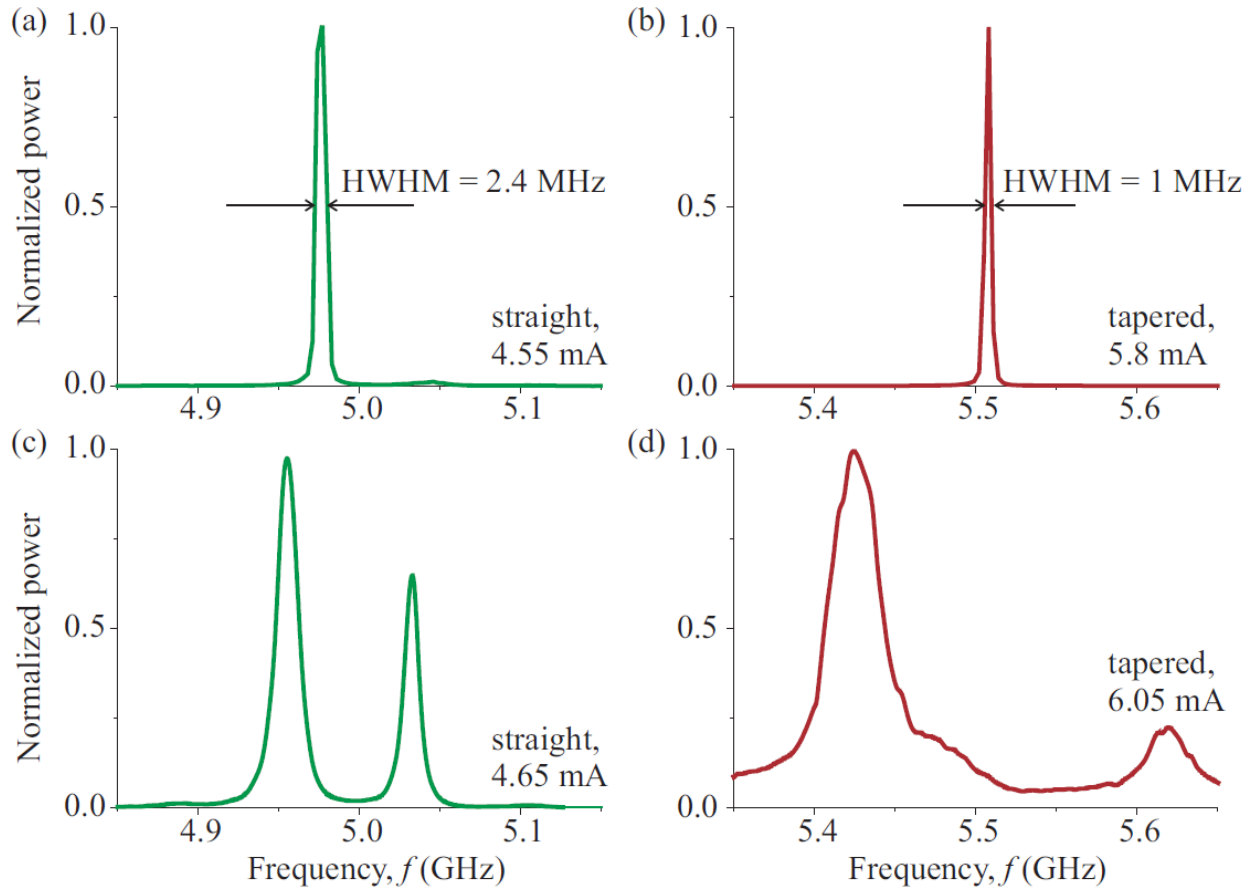 (a)
Normalized power
1.0
0.5
0.0
HWHM = 2.4 MHz
straight,
4.55 mA
4.9
5.0
5.1
(b)
1.0
0.5
0.0
HWHM = 1 MHz
tapered,
5.8 mA
5.4
5.5
5.6
(c)
Normalized power
1.0
0.5
0.0
straight,
4.65 mA
4.9
5.0
5.1
Frequency, f (GHz)
(d)
1.0
0.5
0.0
tapered,
6.05 mA
5.4
5.5
5.6
Frequency, f (GHz)